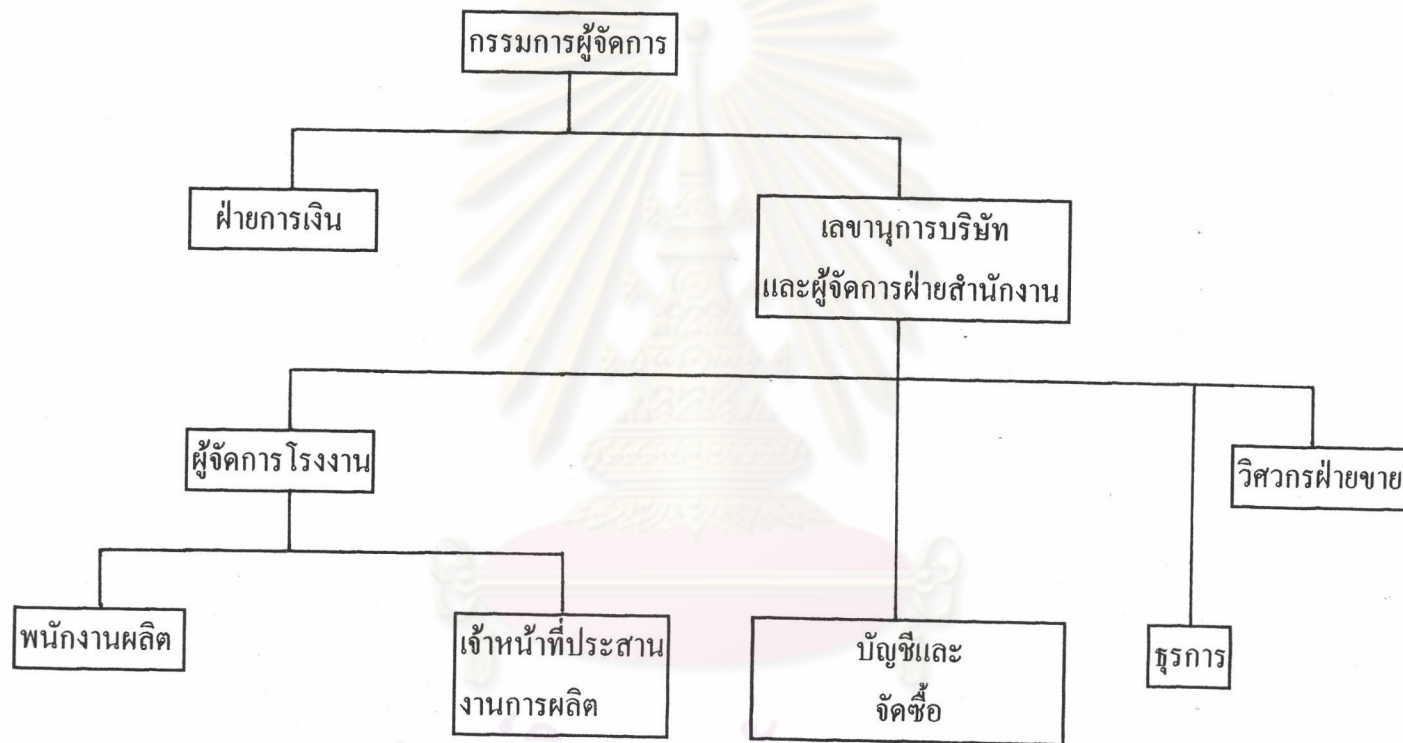 กรรมการผู้จัดการ
ฝ่ายการเงิน
เลขานุการบริษัท
และผู้จัดการฝ่ายสำนักงาน
ผู้จัดการโรงงาน
วิศวกรฝ่ายขาย
พนักงานผลิต
เจ้าหน้าที่ประสาน
งานการผลิต
บัญชีและ
จัดซื้อ
ธุรการ